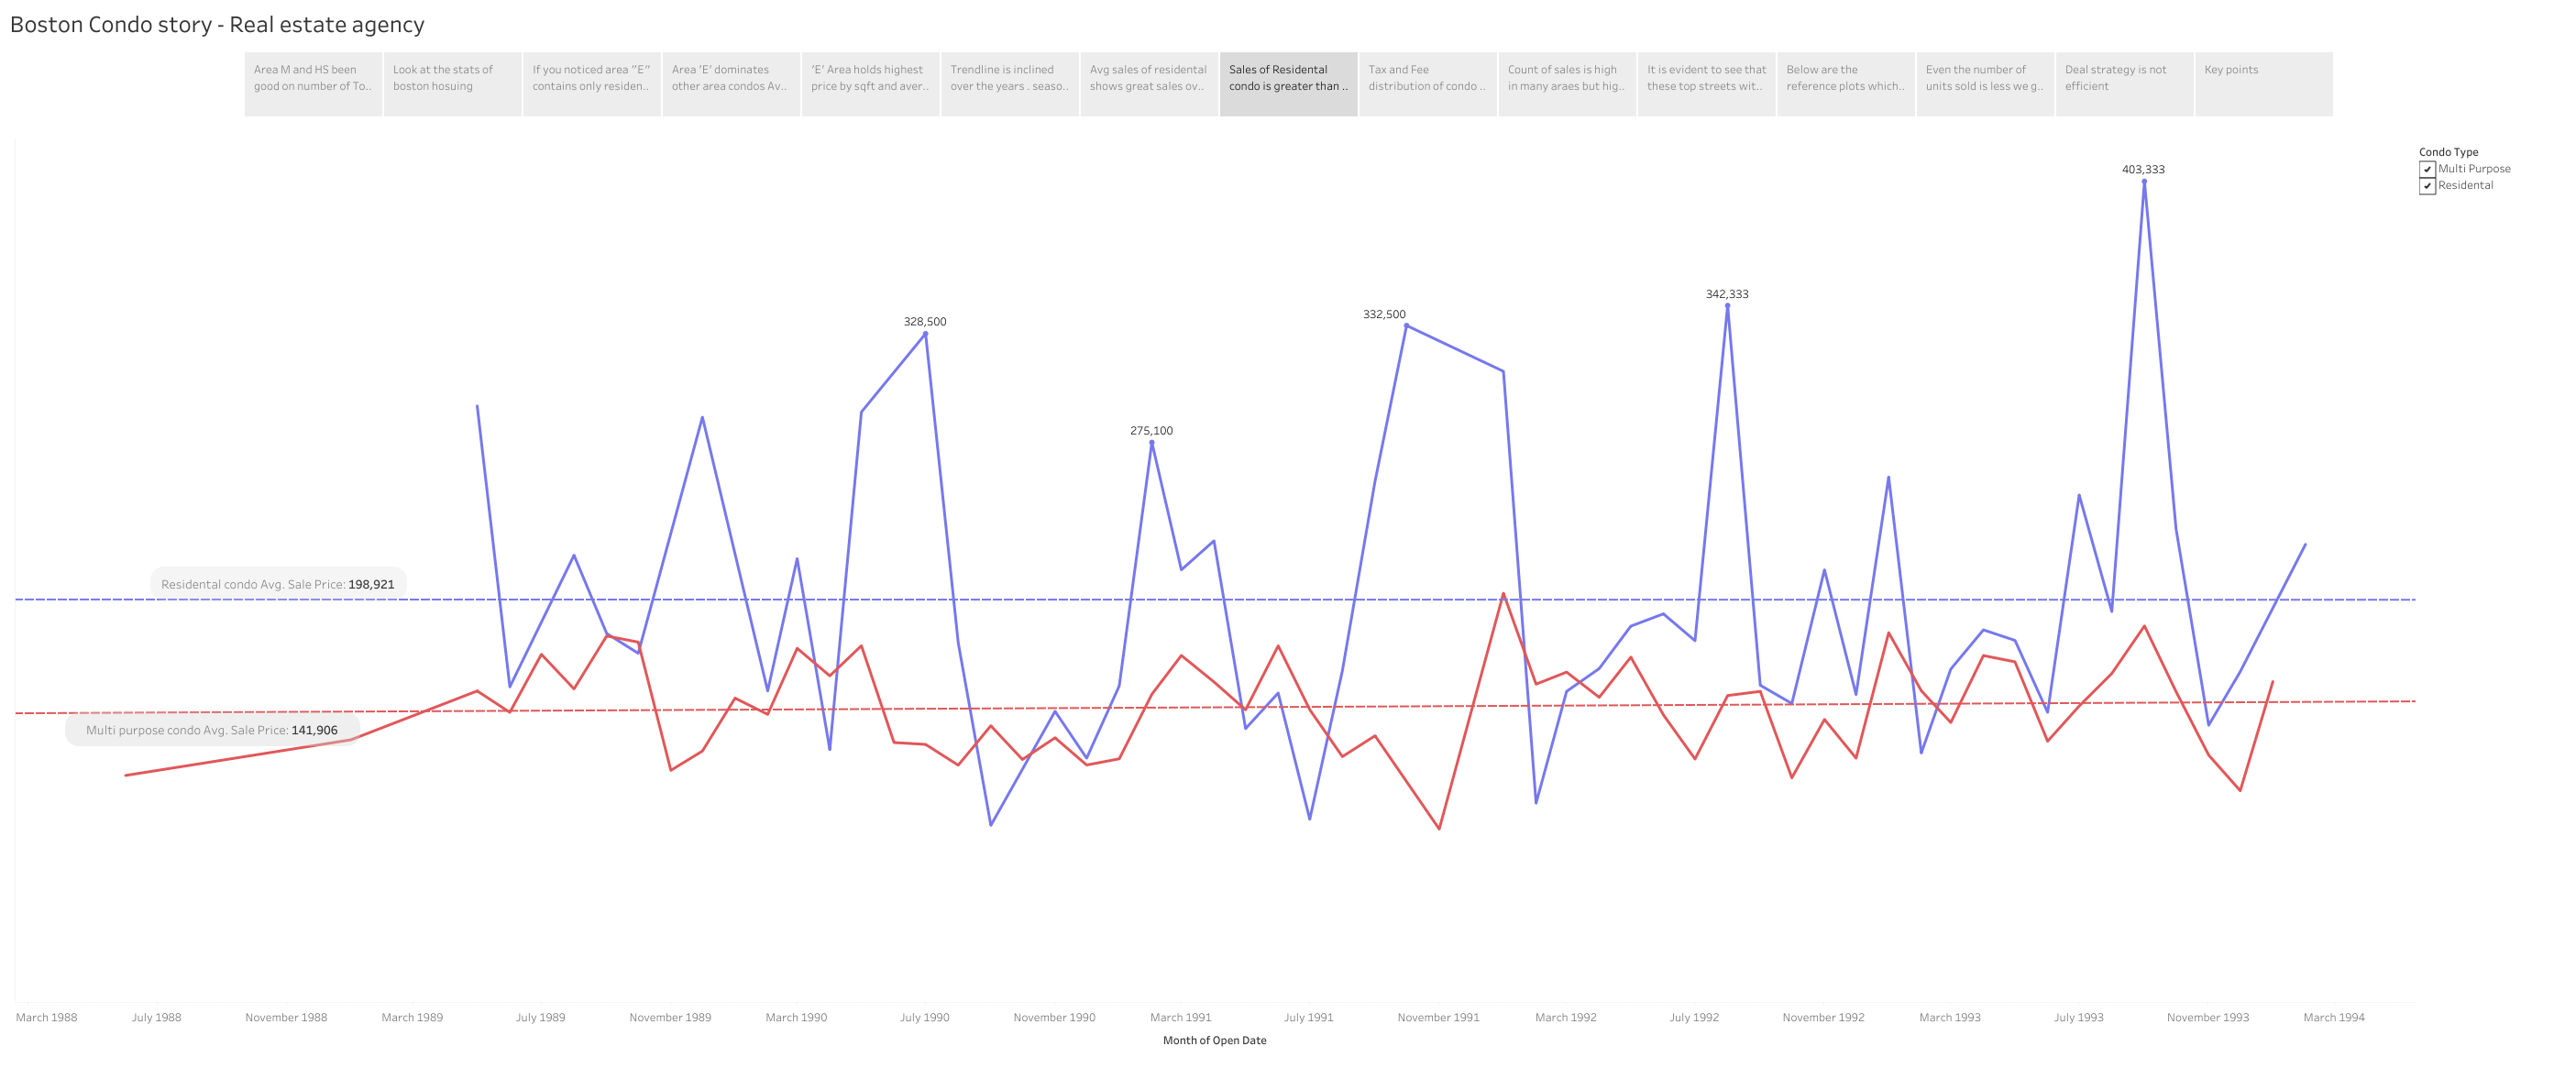 Boston Condo story - Real estate agency
Area M and HS been
good on number of To..
Look at the stats of
boston hosuing
If you noticed area "E"
contains only residen..
Area 'E' dominates
other area condos Av..
'E' Area holds highest
price by sqft and aver..
Trendline is inclined
over the years . seaso..
Avg sales of residental
shows great sales ov..
Sales of Residental
condo is greater than ..
Tax and Fee
distribution of condo ..
Count of sales is high
in many araes but hig..
It is evident to see that
these top streets wit..
Below are the
reference plots which..
Even the number of
units sold is less we g..
Deal strategy is not
efficient
Key points
Condo Type
Multi Purpose
Residental
403,333
342,333
328,500
332,500
275,100
Residental condo Avg. Sale Price: 198,921
Multi purpose condo Avg. Sale Price: 141,906
March 1988
July 1988
November 1988
March 1989
July 1989
November 1989
March 1990
July 1990
November 1990
March 1991
July 1991
November 1991
March 1992
July 1992
November 1992
March 1993
July 1993
November 1993
March 1994
Month of Open Date